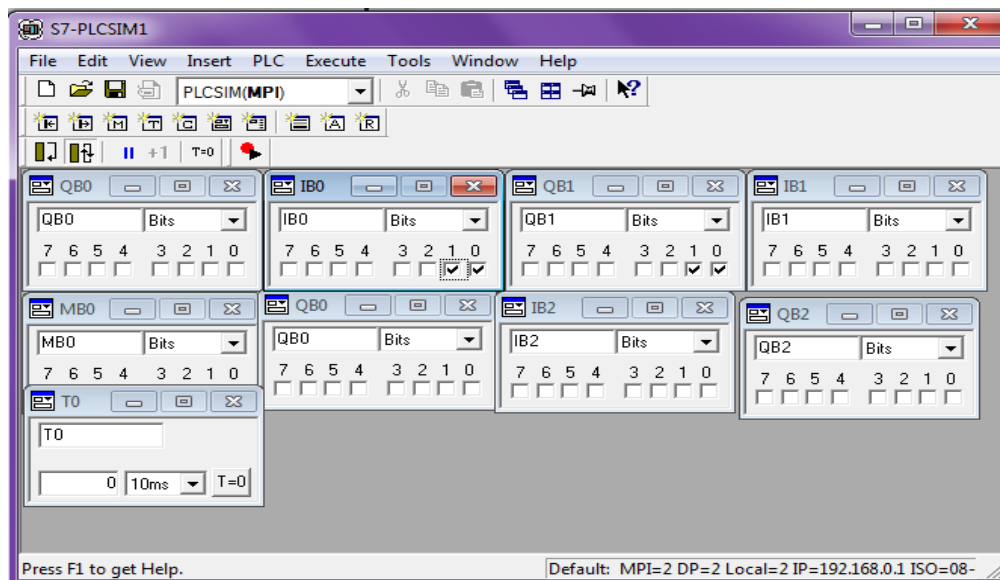 S7-PLCSIM1
File Edit View Insert PLC Execute Tools Window Help
PLCSIM(MPI)
+1 T=0
QB0 IB0 QB1 IB1
QB0 Bits IB0 Bits QB1 Bits IB1 Bits
7 6 5 4 3 2 1 0 7 6 5 4 3 2 1 0 7 6 5 4 3 2 1 0 7 6 5 4 3 2 1 0
MB0 QB0 IB2 QB2
MB0 Bits QB0 Bits IB2 Bits QB2 Bits
7 6 5 4 3 2 1 0 7 6 5 4 3 2 1 0 7 6 5 4 3 2 1 0 7 6 5 4 3 2 1 0
T0
T0
0 10ms T=0
Press F1 to get Help. Default: MPI=2 DP=2 Local=2 IP=192.168.0.1 ISO=08-